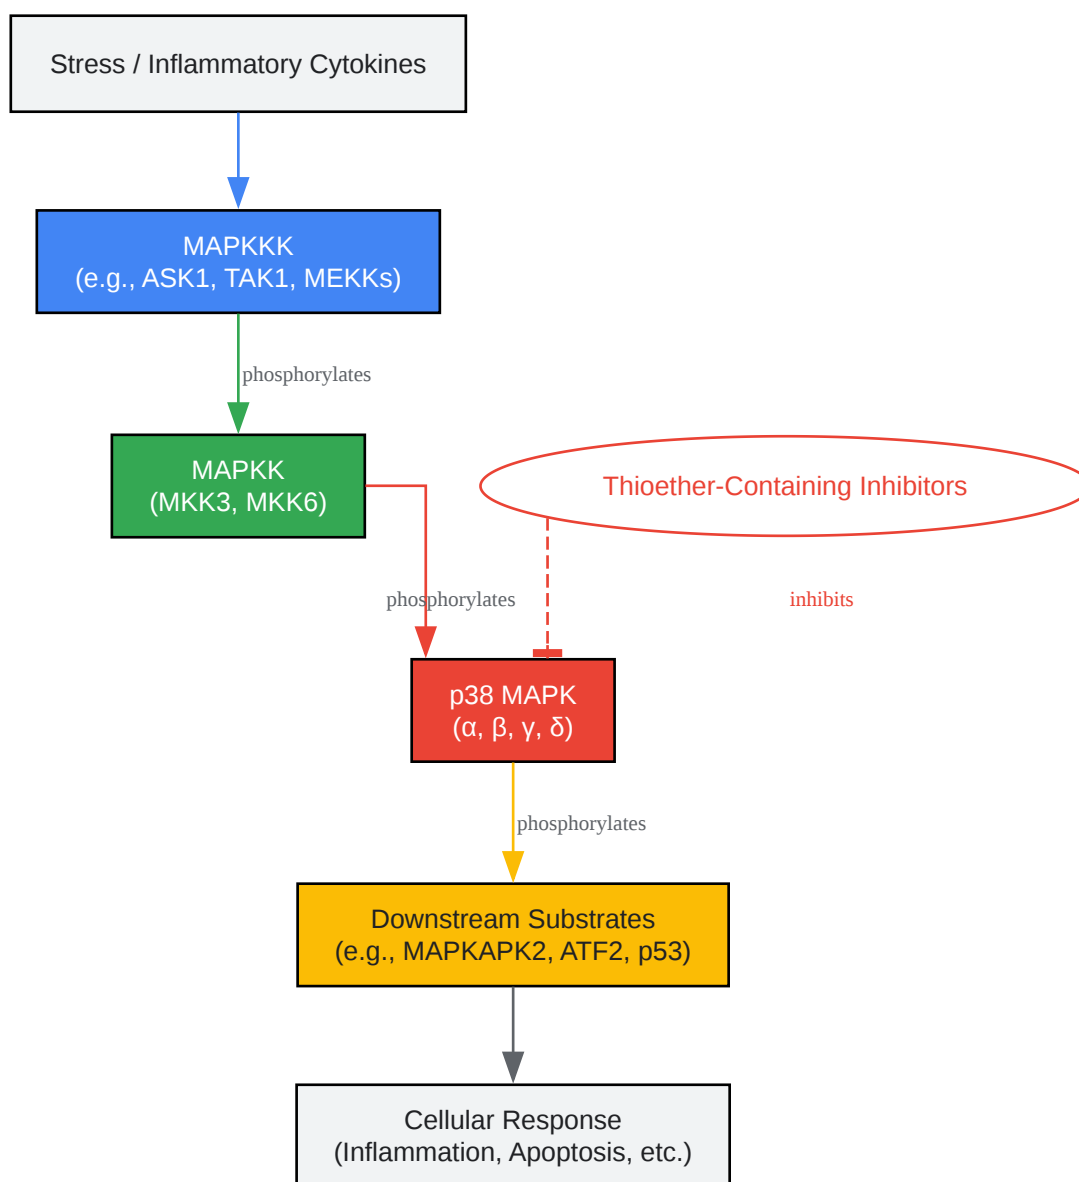 Stress / Inflammatory Cytokines
MAPKKK
(e.g., ASK1, TAK1, MEKKs)
phosphorylates
MAPKK
(MKK3, MKK6)
Thioether-Containing Inhibitors
phosphorylates
inhibits
p38 MAPK
(α, β, γ, δ)
phosphorylates
Downstream Substrates
(e.g., MAPKAPK2, ATF2, p53)
Cellular Response
(Inflammation, Apoptosis, etc.)